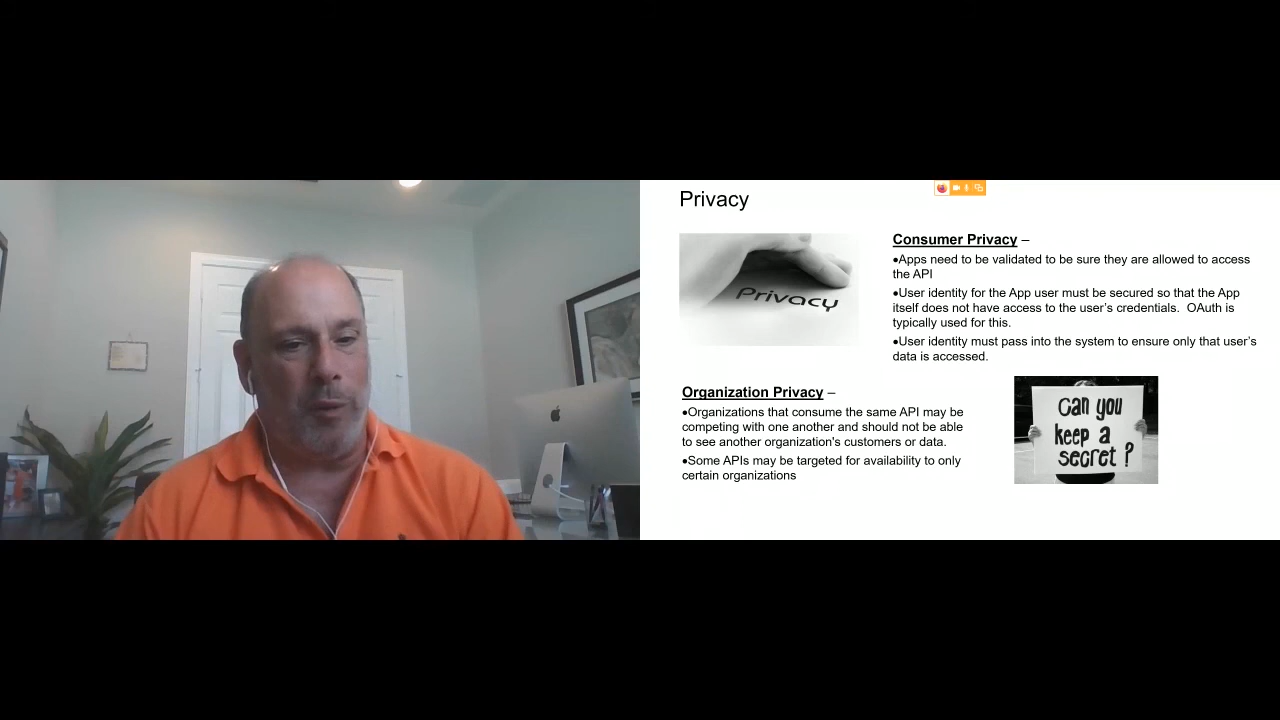 Privacy
Privacy
Consumer Privacy –
•Apps need to be validated to be sure they are allowed to access
the API
•User identity for the App user must be secured so that the App
itself does not have access to the user’s credentials.  OAuth is
typically used for this.
•User identity must pass into the system to ensure only that user’s
data is accessed.
Organization Privacy –
•Organizations that consume the same API may be
competing with one another and should not be able
to see another organization's customers or data.
•Some APIs may be targeted for availability to only
certain organizations
Can you
keep a
secret ?